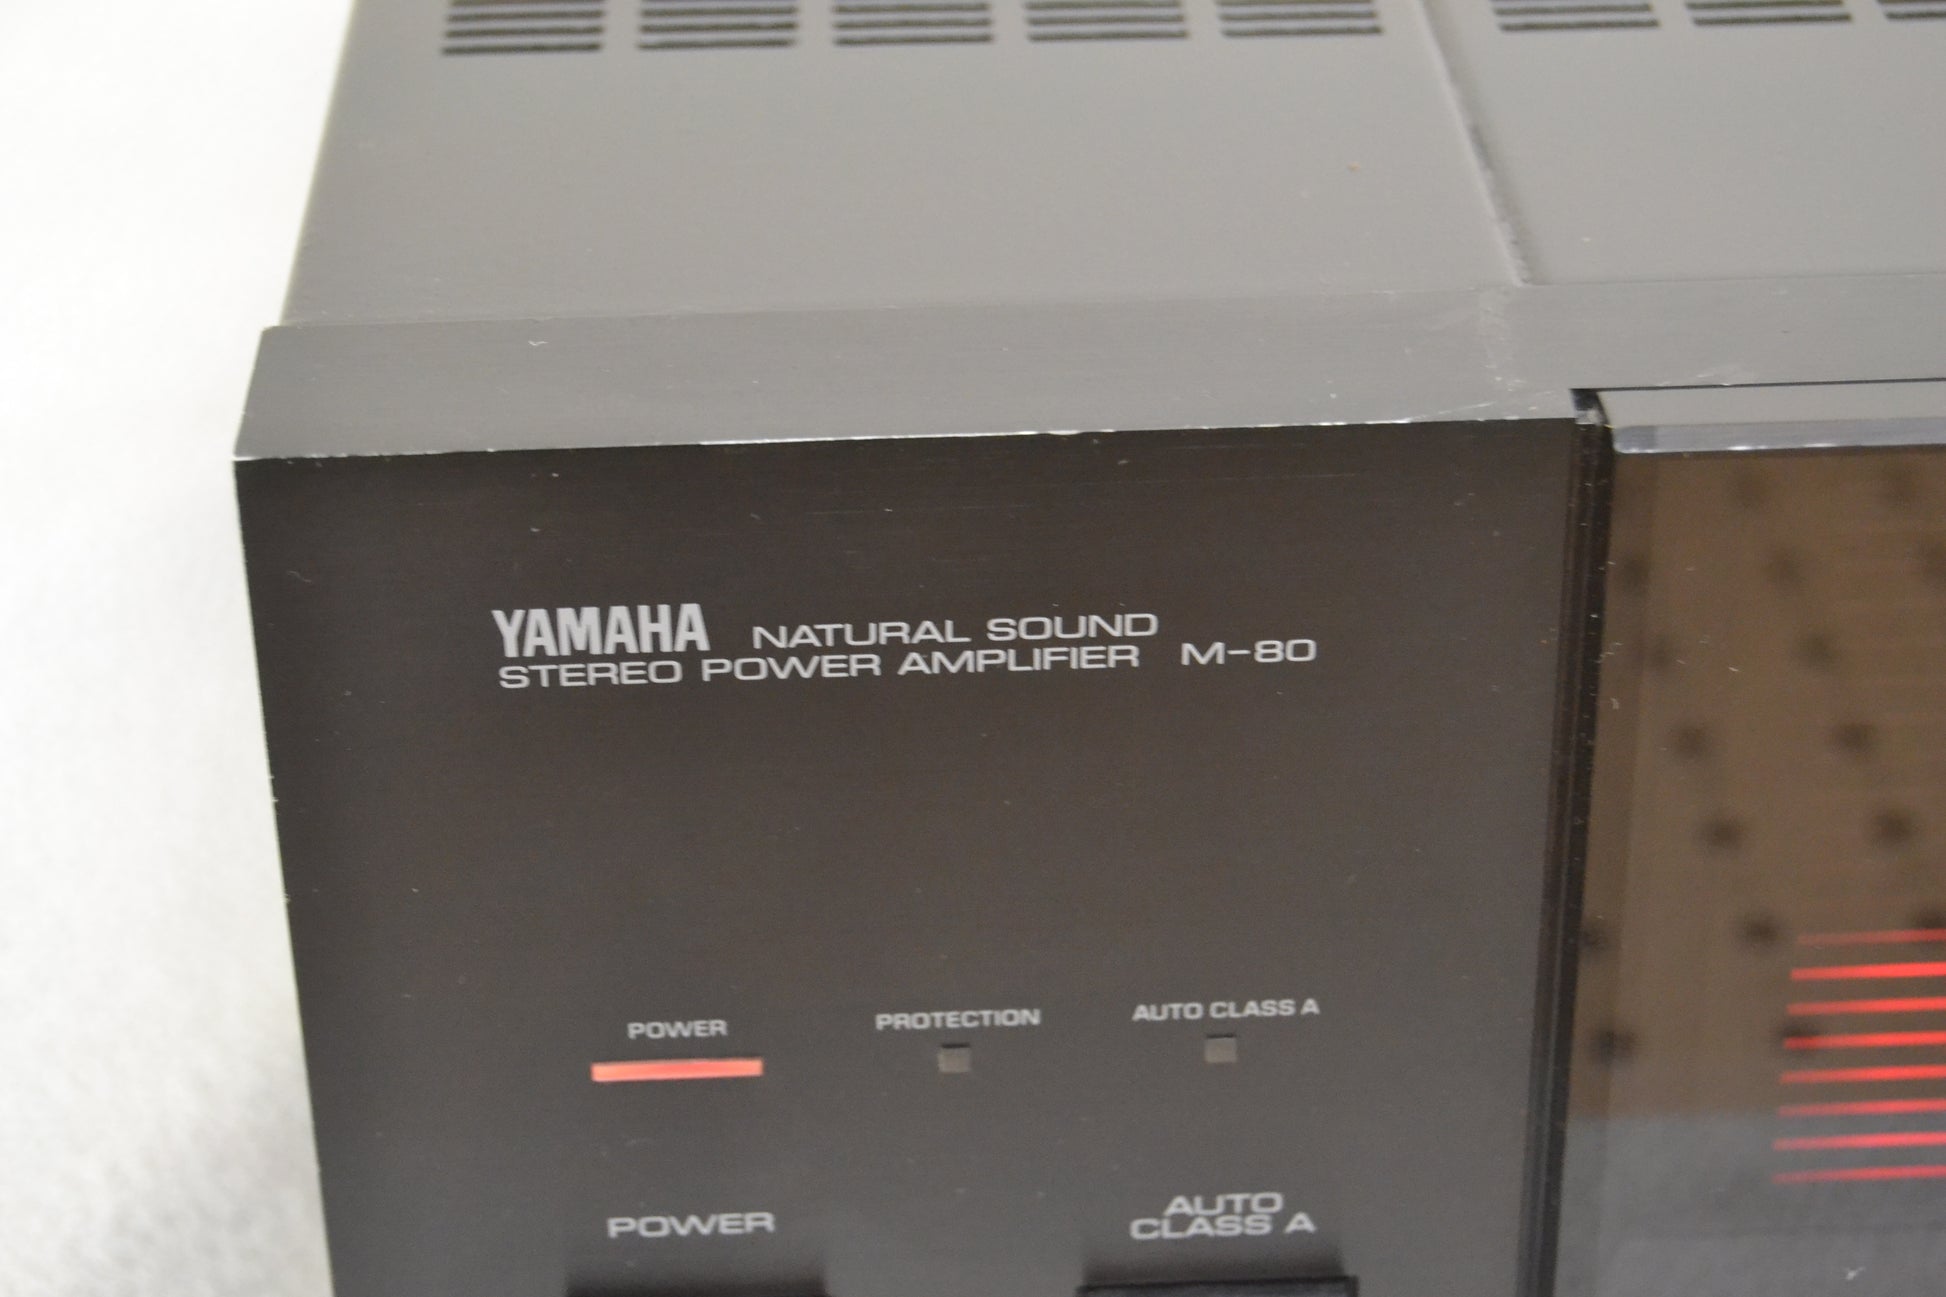 YAMAHA NATURAL SOUND
STEREO POWER AMPLIFIER M-80
POWER PROTECTION AUTO CLASS A
POWER AUTO
CLASS A